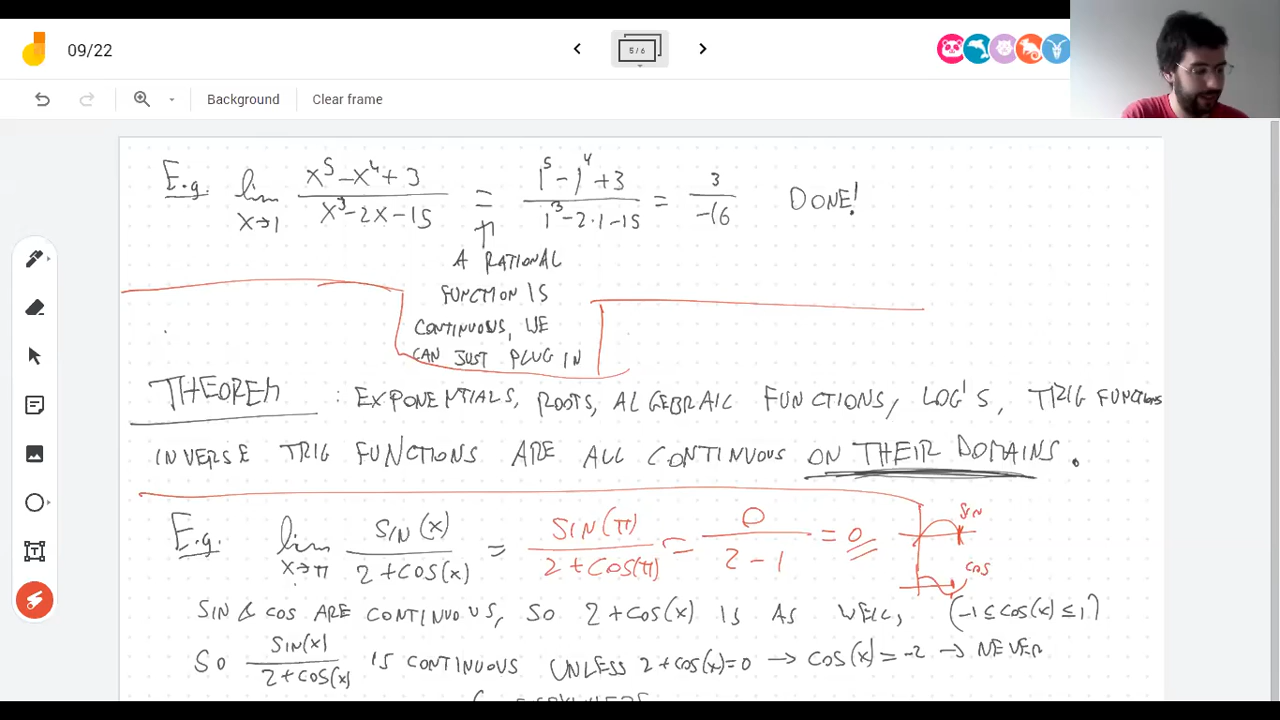 09/22
5/6
Background
Clear frame
E.g. lim x→1 (x^5-x^4+3)/(x^3-2x-15) = (1^5-1^4+3)/(1^3-2·1-15) = 3/-16 DONE!
A RATIONAL
FUNCTION IS
CONTINUOUS, WE
CAN JUST PLUG IN
THEOREM : EXPONENTIALS, ROOTS, ALGEBRAIC FUNCTIONS, LOG'S, TRIG FUNCTIONS
INVERSE TRIG FUNCTIONS ARE ALL CONTINUOUS ON THEIR DOMAINS.
E.g. lim x→π SIN(x)/(2+COS(x)) = SIN(π)/(2+COS(π)) = 0/(2-1) = 0
SIN
COS
SIN & COS ARE CONTINUOUS, SO 2+COS(x) IS AS WELL, (-1≤COS(x)≤1)
SO SIN(x)/(2+COS(x)) IS CONTINUOUS UNLESS 2+COS(x)=0 → COS(x)=-2 → NEVER